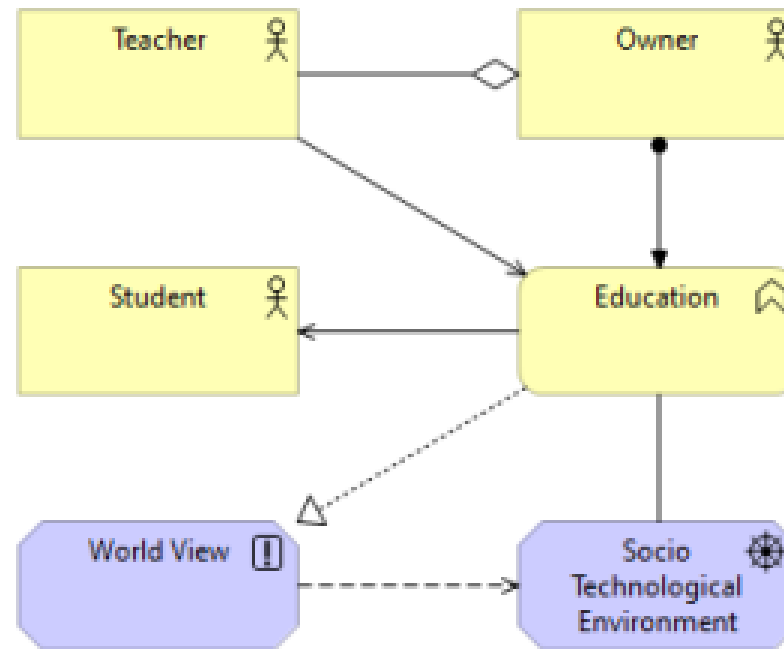 Teacher
Owner
Student
Education
World View
Socio
Technological
Environment